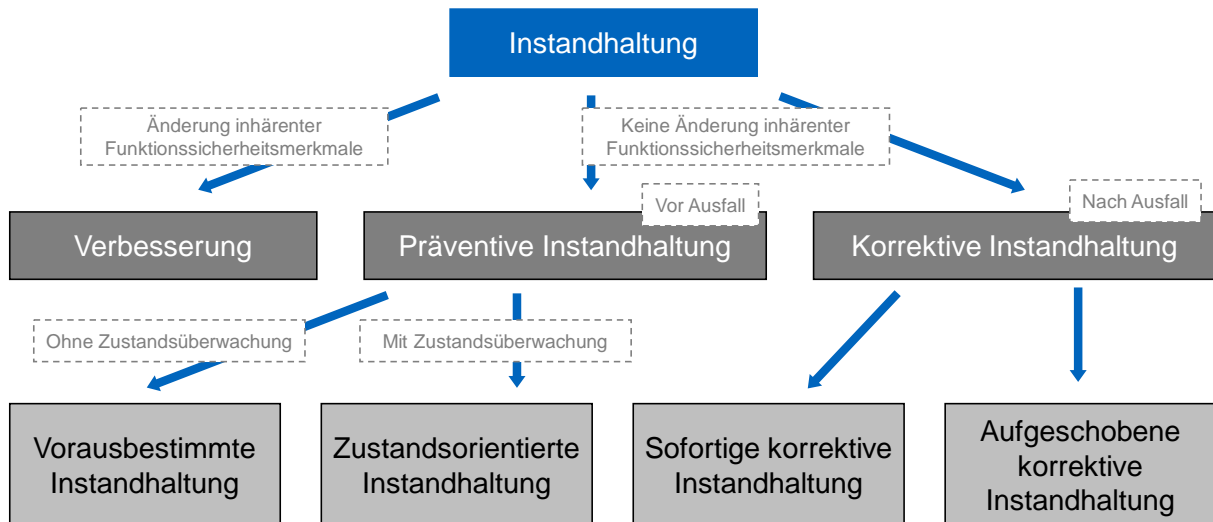 Instandhaltung
Änderung inhärenter
Funktionssicherheitsmerkmale
Keine Änderung inhärenter
Funktionssicherheitsmerkmale
Vor Ausfall
Nach Ausfall
Verbesserung
Präventive Instandhaltung
Korrektive Instandhaltung
Ohne Zustandsüberwachung
Mit Zustandsüberwachung
Vorausbestimmte
Instandhaltung
Zustandsorientierte
Instandhaltung
Sofortige korrektive
Instandhaltung
Aufgeschobene
korrektive
Instandhaltung